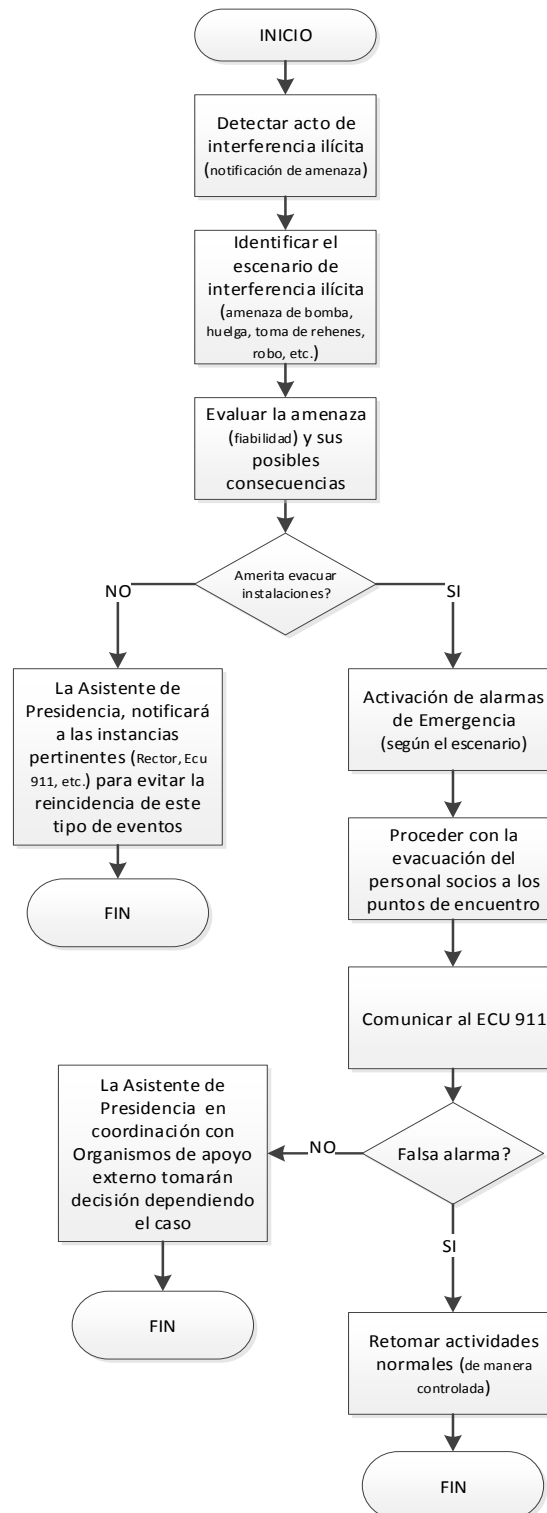 INICIO
Detectar acto de
interferencia ilícita
(notificación de amenaza)
Identificar el
escenario de
interferencia ilícita
(amenaza de bomba,
huelga, toma de rehenes,
robo, etc.)
Evaluar la amenaza
(fiabilidad) y sus
posibles
consecuencias
Amerita evacuar
instalaciones?
NO
SI
La Asistente de
Presidencia, notificará
a las instancias
pertinentes (Rector, Ecu
911, etc.) para evitar la
reincidencia de este
tipo de eventos
FIN
Activación de alarmas
de Emergencia
(según el escenario)
Proceder con la
evacuación del
personal socios a los
puntos de encuentro
Comunicar al ECU 911
Falsa alarma?
NO
La Asistente de
Presidencia en
coordinación con
Organismos de apoyo
externo tomarán
decisión dependiendo
el caso
FIN
SI
Retomar actividades
normales (de manera
controlada)
FIN